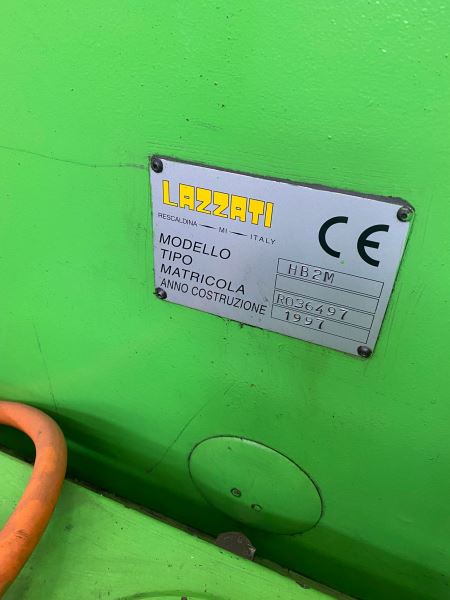 LAZZATI
RESCALDINA — MI — ITALY
CE
MODELLO HB2M
TIPO
MATRICOLA R036497
ANNO COSTRUZIONE 1997